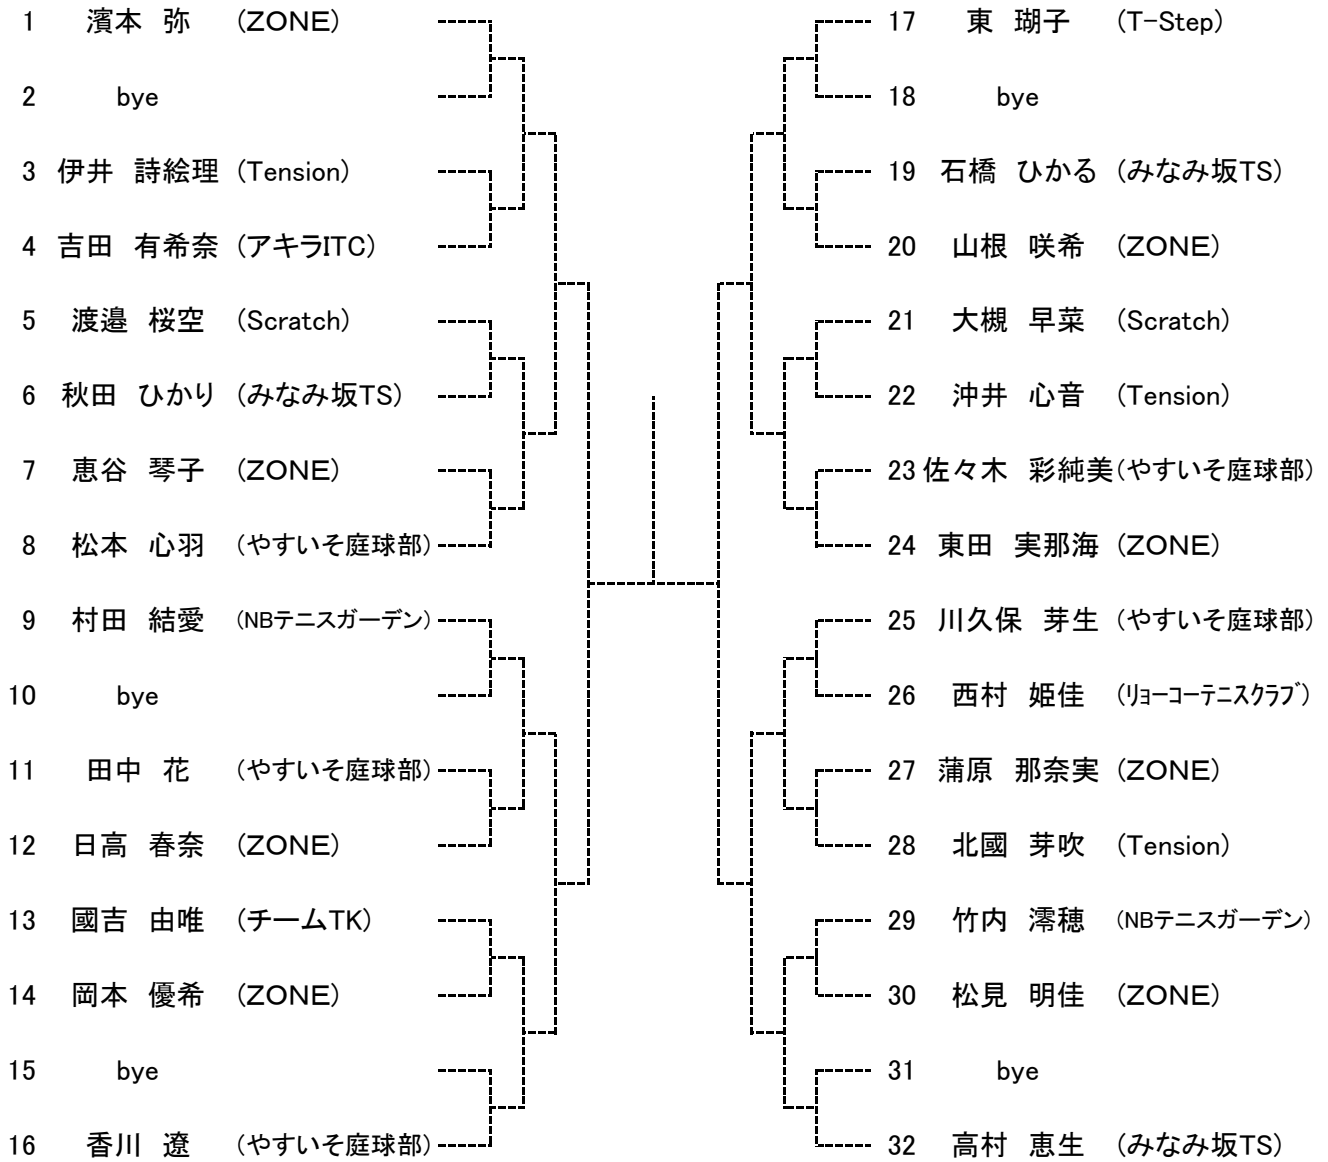 1 濱本 弥 (ZONE)
2 bye
3 伊井 詩絵理 (Tension)
4 吉田 有希奈 (アキラITC)
5 渡邉 桜空 (Scratch)
6 秋田 ひかり (みなみ坂TS)
7 恵谷 琴子 (ZONE)
8 松本 心羽 (やすいそ庭球部)
9 村田 結愛 (NBテニスガーデン)
10 bye
11 田中 花 (やすいそ庭球部)
12 日高 春奈 (ZONE)
13 國吉 由唯 (チームTK)
14 岡本 優希 (ZONE)
15 bye
16 香川 遼 (やすいそ庭球部)
17 東 瑚子 (T-Step)
18 bye
19 石橋 ひかる (みなみ坂TS)
20 山根 咲希 (ZONE)
21 大槻 早菜 (Scratch)
22 沖井 心音 (Tension)
23 佐々木 彩純美 (やすいそ庭球部)
24 東田 実那海 (ZONE)
25 川久保 芽生 (やすいそ庭球部)
26 西村 姫佳 (ﾘｮｰｺｰﾃﾆｽｸﾗﾌﾞ)
27 蒲原 那奈実 (ZONE)
28 北國 芽吹 (Tension)
29 竹内 澪穂 (NBテニスガーデン)
30 松見 明佳 (ZONE)
31 bye
32 高村 恵生 (みなみ坂TS)